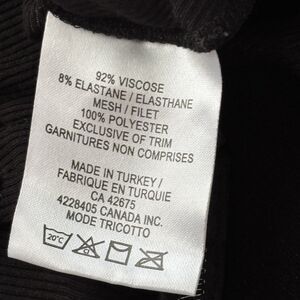 92% VISCOSE
8% ELASTANE / ELASTHANE
MESH / FILET
100% POLYESTER
EXCLUSIVE OF TRIM
GARNITURES NON COMPRISES
MADE IN TURKEY /
FABRIQUE EN TURQUIE
CA 42675
4228405 CANADA INC.
MODE TRICOTTO
20°C